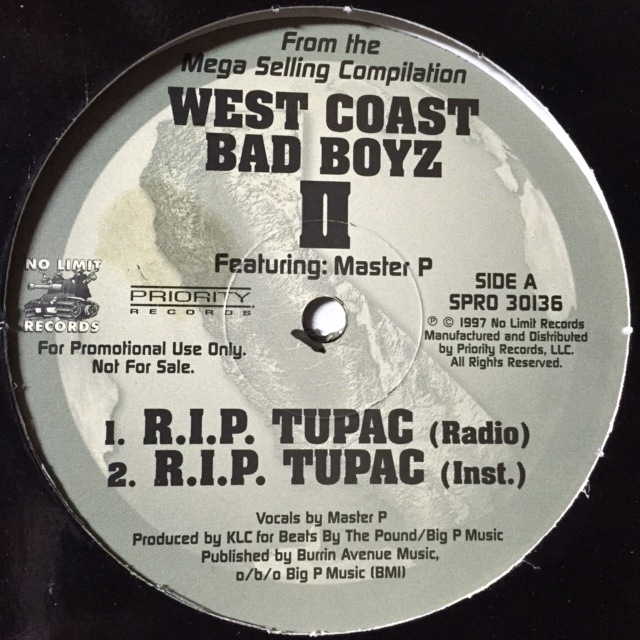 From the
Mega Selling Compilation
WEST COAST
BAD BOYZ
II
Featuring: Master P
NO LIMIT
RECORDS
PRIORITY
RECORDS
For Promotional Use Only.
Not For Sale.
SIDE A
SPRO 30136
℗ © 1997 No Limit Records
Manufactured and Distributed
by Priority Records, LLC.
All Rights Reserved.
1. R.I.P. TUPAC (Radio)
2. R.I.P. TUPAC (Inst.)
Vocals by Master P
Produced by KLC for Beats By The Pound/Big P Music
Published by Burrin Avenue Music,
o/b/o Big P Music (BMI)